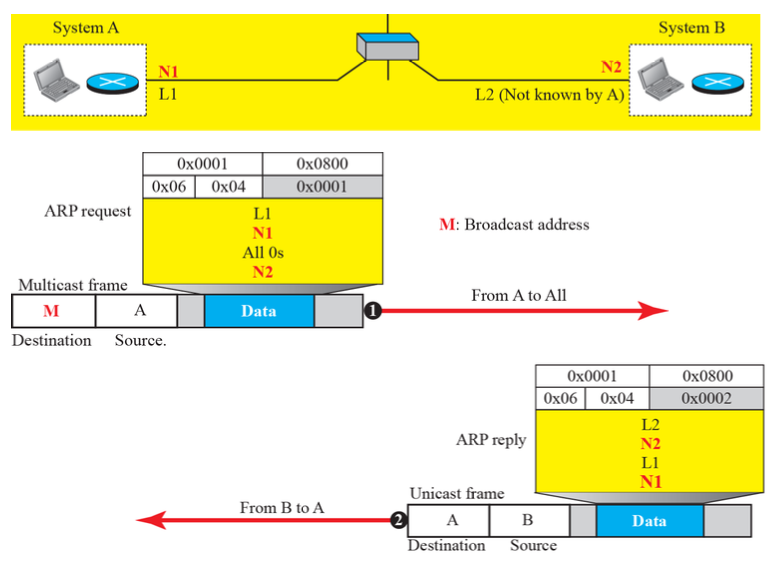 System A
System B
N1
N2
L1
L2 (Not known by A)
0x0001 0x0800
0x06 0x04 0x0001
ARP request
L1
N1
All 0s
N2
M: Broadcast address
Multicast frame
M A Data
1
From A to All
Destination Source.
0x0001 0x0800
0x06 0x04 0x0002
ARP reply
L2
N2
L1
N1
Unicast frame
From B to A
2
A B Data
Destination Source